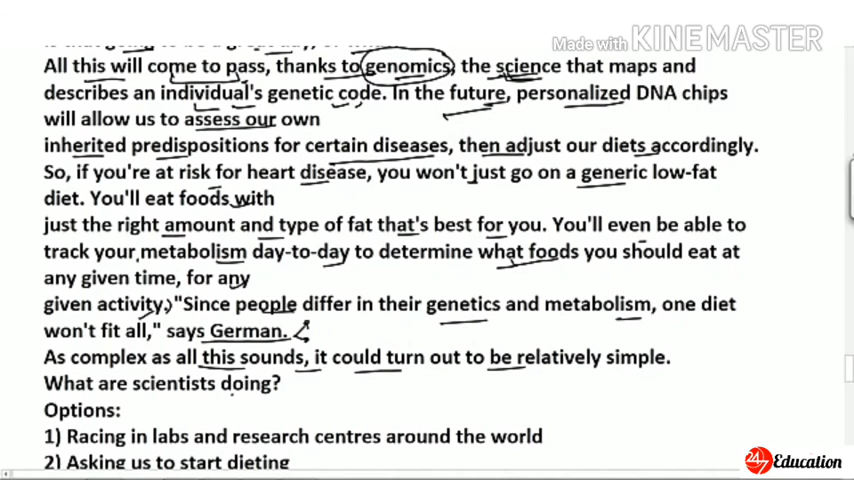 Made with KINEMASTER
All this will come to pass, thanks to genomics, the science that maps and
describes an individual's genetic code. In the future, personalized DNA chips
will allow us to assess our own
inherited predispositions for certain diseases, then adjust our diets accordingly.
So, if you're at risk for heart disease, you won't just go on a generic low-fat
diet. You'll eat foods with
just the right amount and type of fat that's best for you. You'll even be able to
track your metabolism day-to-day to determine what foods you should eat at
any given time, for any
given activity, "Since people differ in their genetics and metabolism, one diet
won't fit all," says German.
As complex as all this sounds, it could turn out to be relatively simple.
What are scientists doing?
Options:
1) Racing in labs and research centres around the world
2) Asking us to start dieting
24/7 Education